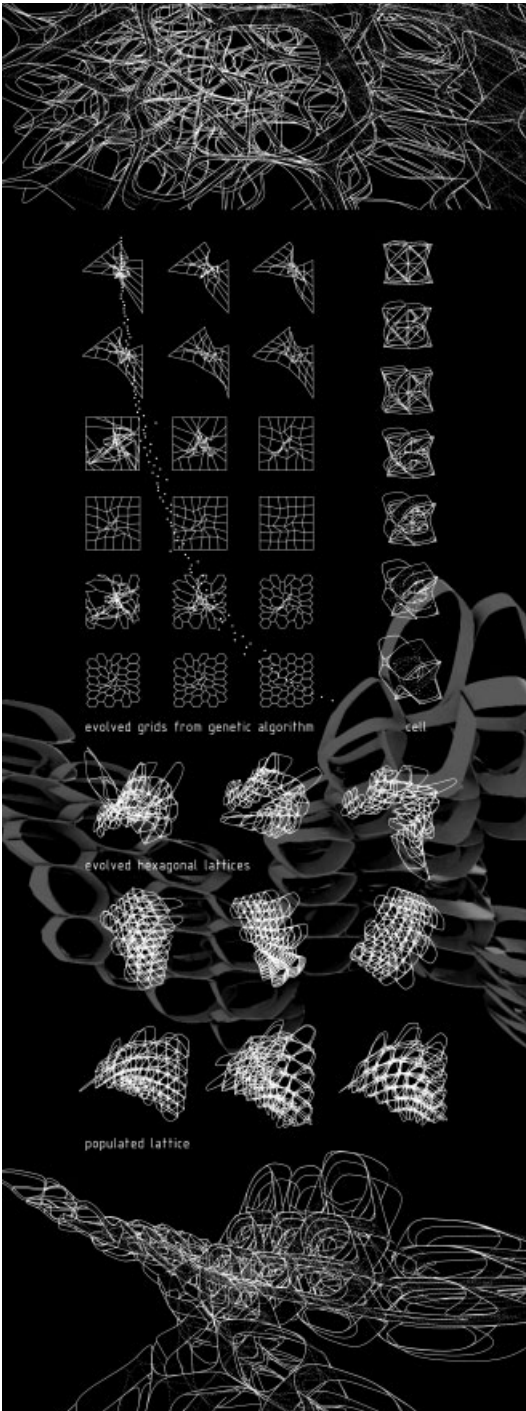 evolved grids from genetic algorithm
cell
evolved hexagonal lattices
populated lattice